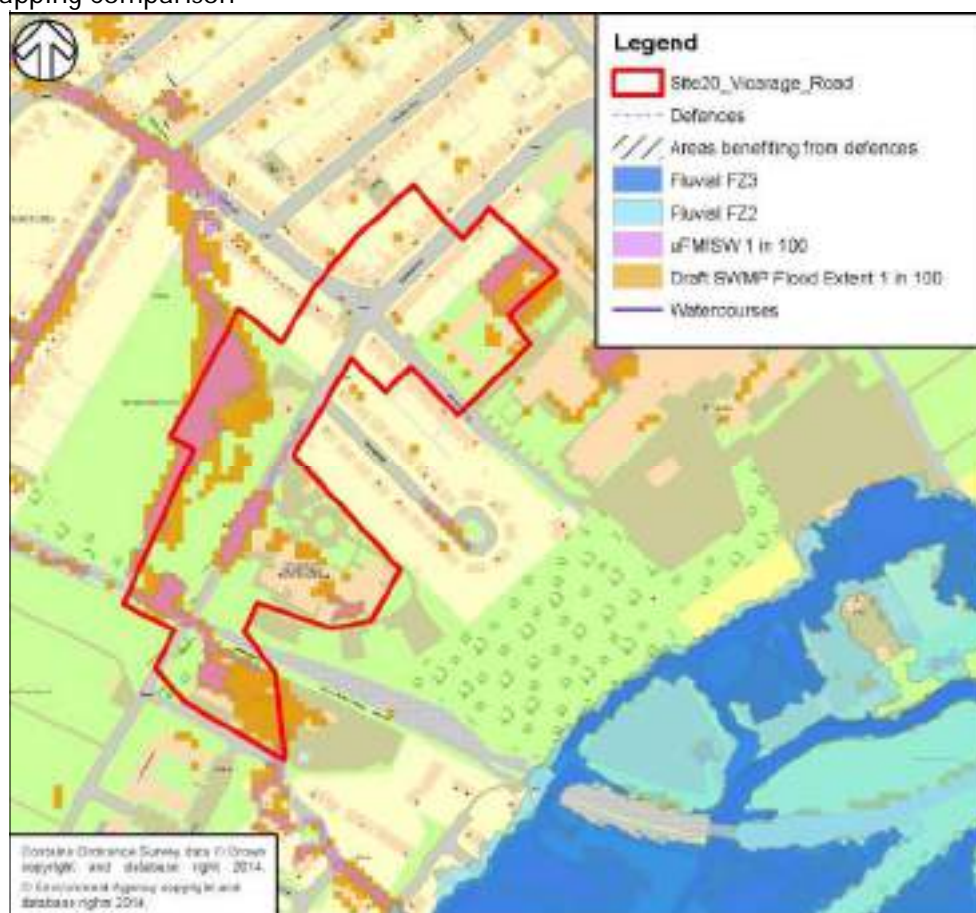 apping comparison
Legend
Site20_Vicarage_Road
Defences
Areas benefiting from defences
Fluvial FZ3
Fluvial FZ2
uFMfSW 1 in 100
Draft SWMP Flood Extent 1 in 100
Watercourses
Contains Ordnance Survey data © Crown
copyright and database right 2014.
© Environment Agency copyright and
database rights 2014.